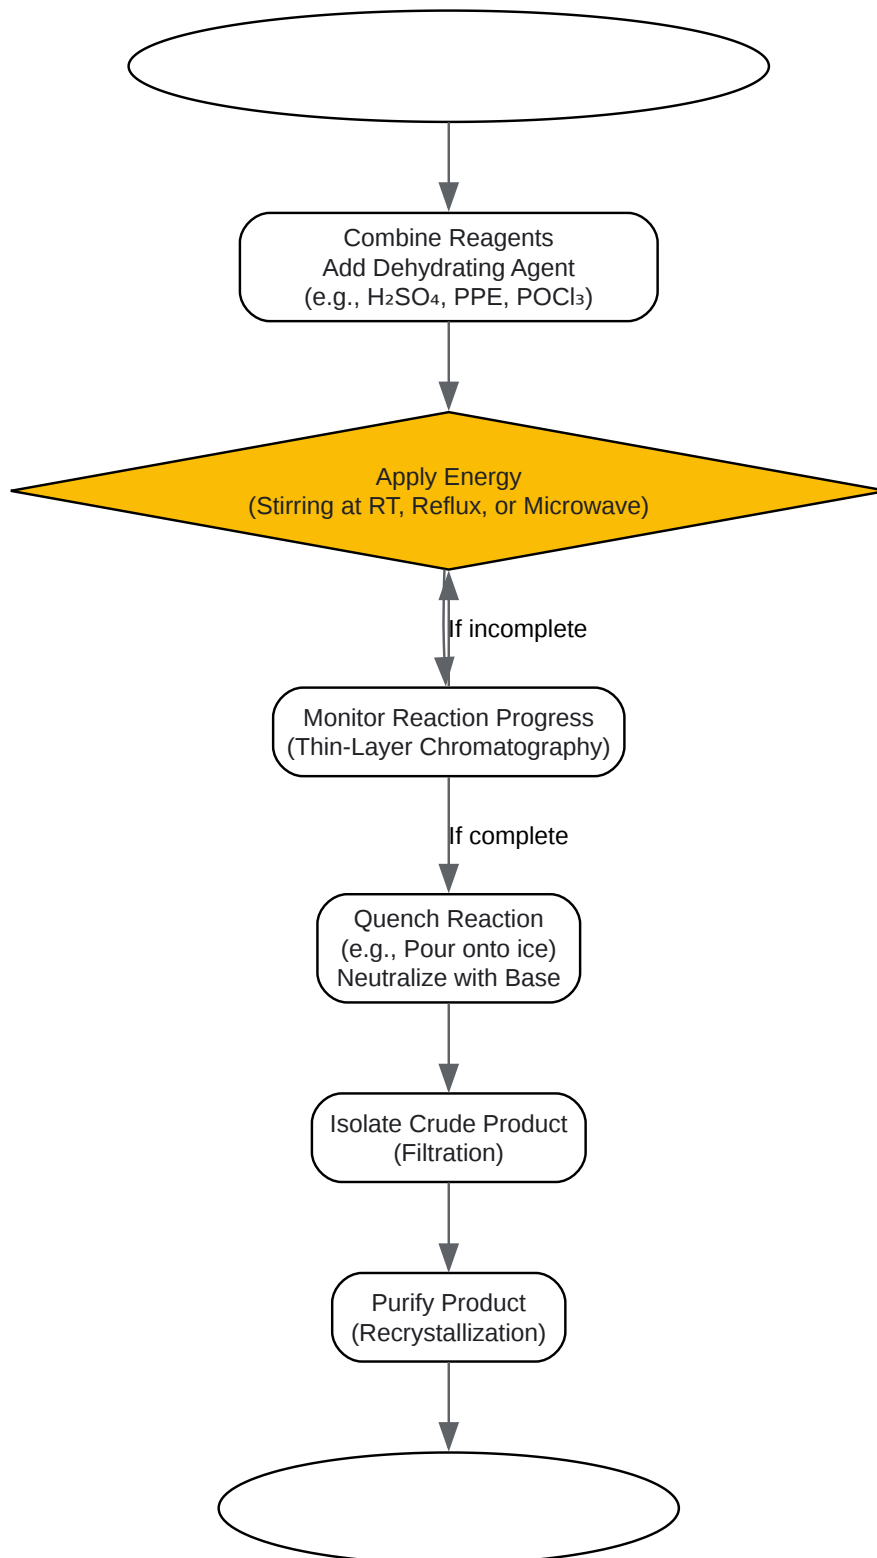 Combine Reagents
Add Dehydrating Agent
(e.g., H₂SO₄, PPE, POCl₃)
Apply Energy
(Stirring at RT, Reflux, or Microwave)
If incomplete
Monitor Reaction Progress
(Thin-Layer Chromatography)
If complete
Quench Reaction
(e.g., Pour onto ice)
Neutralize with Base
Isolate Crude Product
(Filtration)
Purify Product
(Recrystallization)